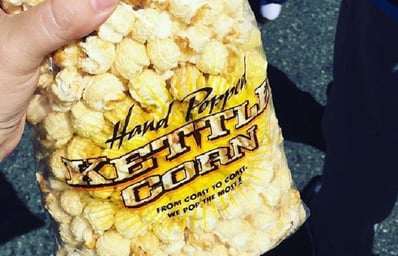 Hand Popped
KETTLE
CORN
FROM COAST TO COAST,
WE POP THE MOST!